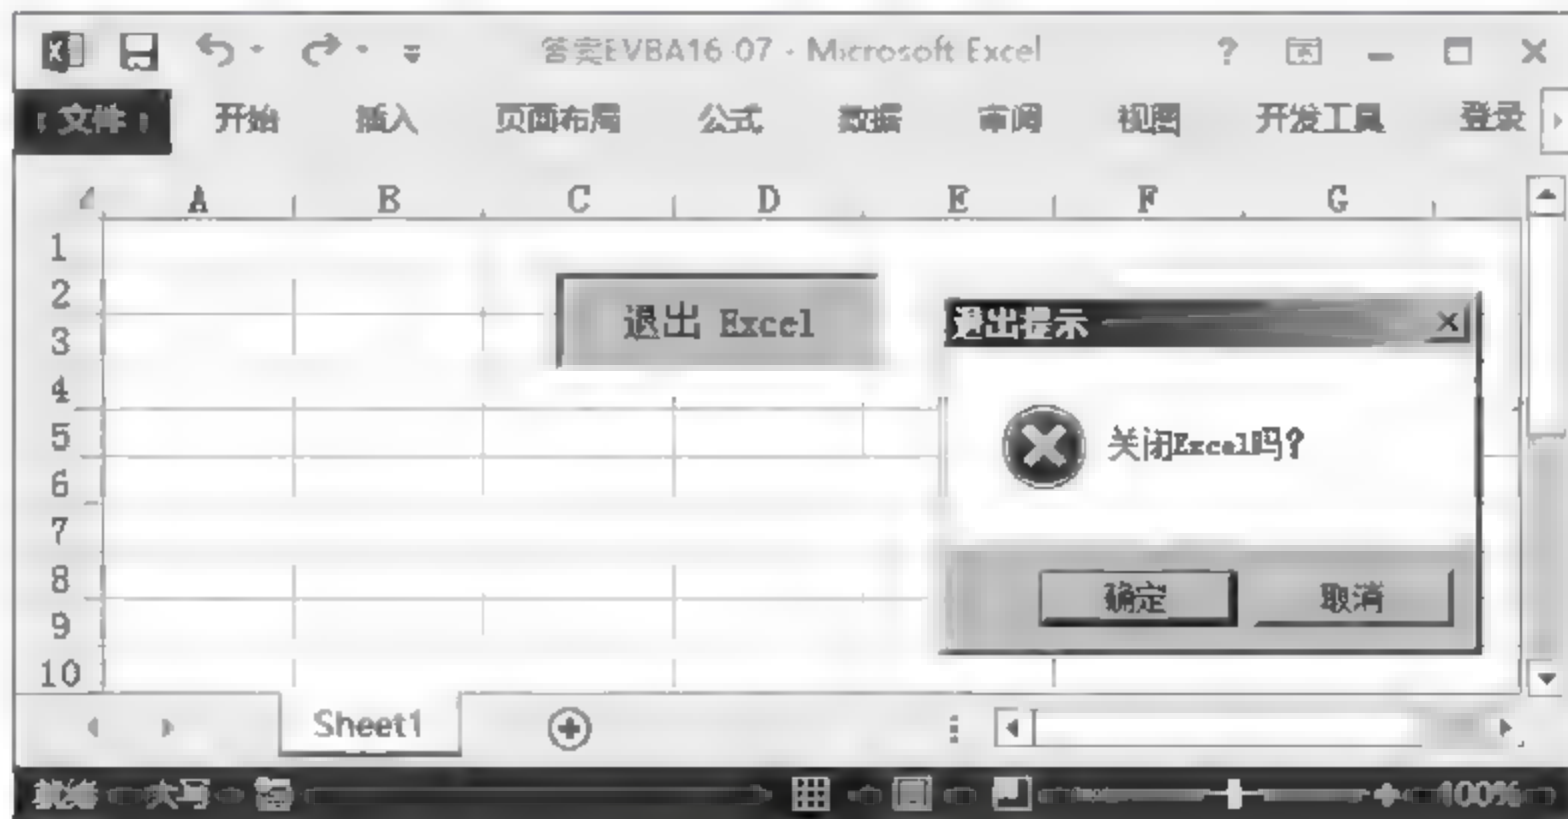 答案EVBA16-07 - Microsoft Excel
文件 开始 插入 页面布局 公式 数据 审阅 视图 开发工具 登录
A B C D E F G
1
2
3
4
5
6
7
8
9
10
退出 Excel
退出提示
关闭Excel吗?
确定 取消
Sheet1
就绪 大写 100%